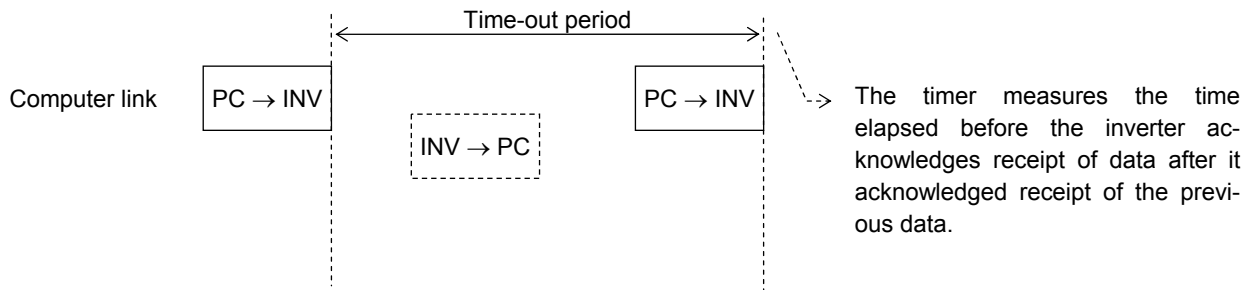 Time-out period
Computer link
PC → INV
PC → INV
INV → PC
The timer measures the time
elapsed before the inverter ac-
knowledges receipt of data after it
acknowledged receipt of the previ-
ous data.